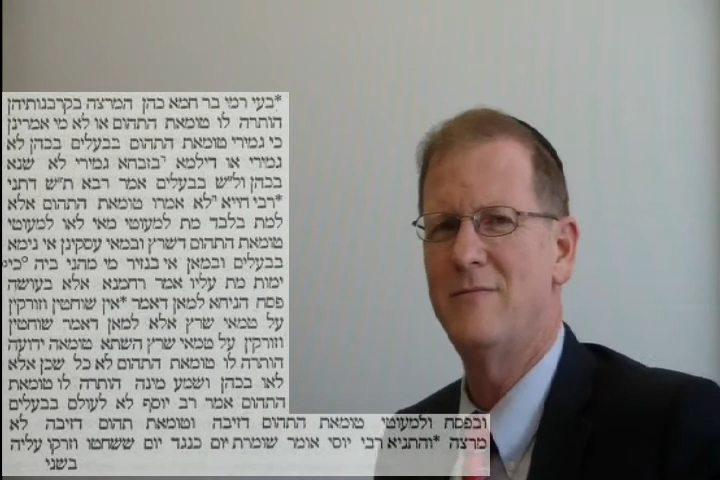 *בעי רמי בר חמא כהן המרצה בקרבנותיהן
הותרה לו טומאת התהום או לא מי אמרינן
כי גמירי טומאת התהום בבעלים בכהן לא
גמירי או דילמא בזבחא גמירי לא שנא
בכהן ול"ש בבעלים אמר רבא ת"ש דתני
*רבי חייא לא אמרו טומאת התהום אלא
למת בלבד מת למעוטי מאי לאו למעוטי
טומאת התהום דשרץ ובמאי עסקינן אי נימא
בבעלים ובמאן אי בנזיר מי מהני ביה °כי
ימות מת עליו אמר רחמנא אלא בעושה
פסח הניחא למאן דאמר *אין שוחטין וזורקין
על טמאי שרץ אלא למאן דאמר שוחטין
וזורקין על טמאי שרץ השתא טומאה ידועה
הותרה לו טומאת התהום לא כל שכן אלא
לאו בכהן ושמע מינה הותרה לו טומאת
התהום אמר רב יוסף לא לעולם בבעלים
ובפסח ולמעוטי טומאת התהום דזיבה וטומאת תהום דזיבה לא
מרצה *והתניא רבי יוסי אומר שומרת יום כנגד יום ששחטו וזרקו עליה
בשני